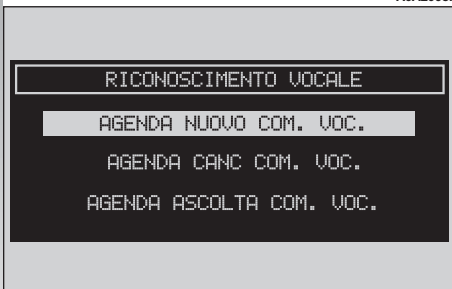 RICONOSCIMENTO VOCALE
AGENDA NUOVO COM. VOC.
AGENDA CANC COM. VOC.
AGENDA ASCOLTA COM. VOC.